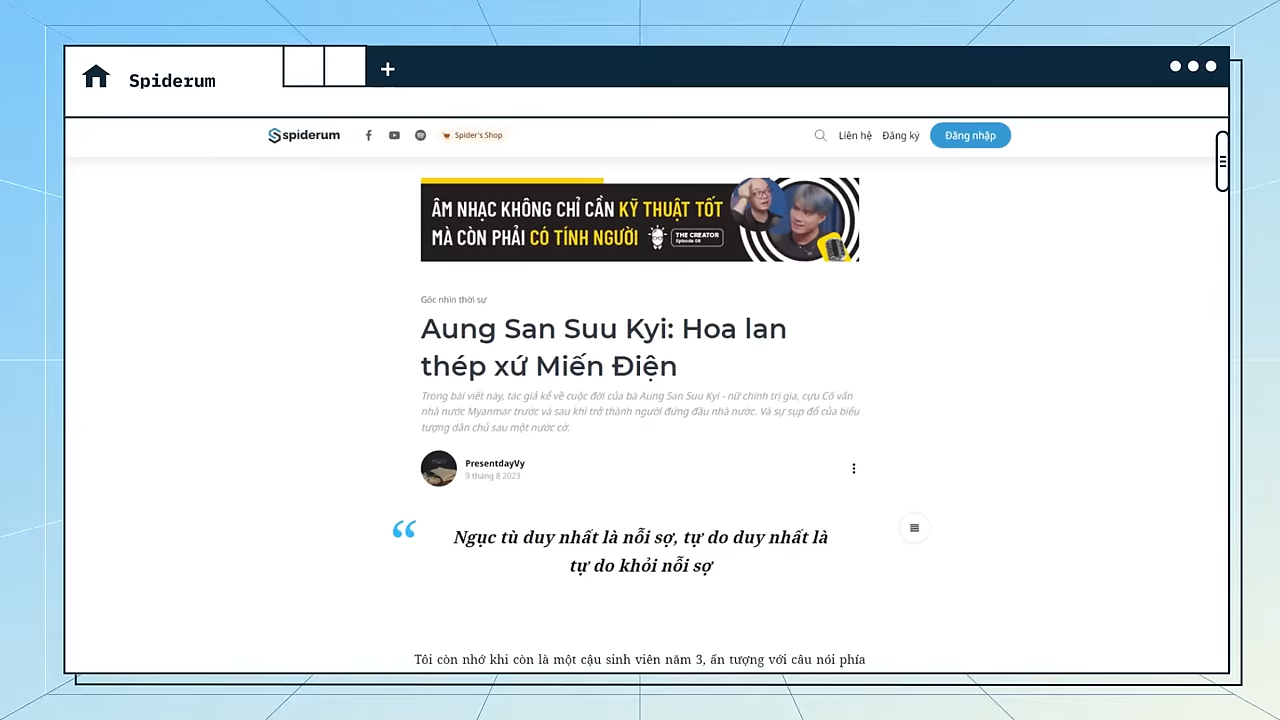 Spiderum
+
spiderum
Spider's Shop
Liên hệ
Đăng ký
Đăng nhập
ÂM NHẠC KHÔNG CHỈ CẦN KỸ THUẬT TỐT
MÀ CÒN PHẢI CÓ TÍNH NGƯỜI
THE CREATOR
Episode 08
Góc nhìn thời sự
Aung San Suu Kyi: Hoa lan
thép xứ Miến Điện
Trong bài viết này, tác giả kể về cuộc đời của bà Aung San Suu Kyi - nữ chính trị gia, cựu Cố vấn
nhà nước Myanmar trước và sau khi trở thành người đứng đầu nhà nước. Và sự sụp đổ của biểu
tượng dân chủ sau một nước cờ.
PresentdayVy
9 tháng 8 2023
“
Ngục tù duy nhất là nỗi sợ, tự do duy nhất là
tự do khỏi nỗi sợ
Tôi còn nhớ khi còn là một cậu sinh viên năm 3, ấn tượng với câu nói phía